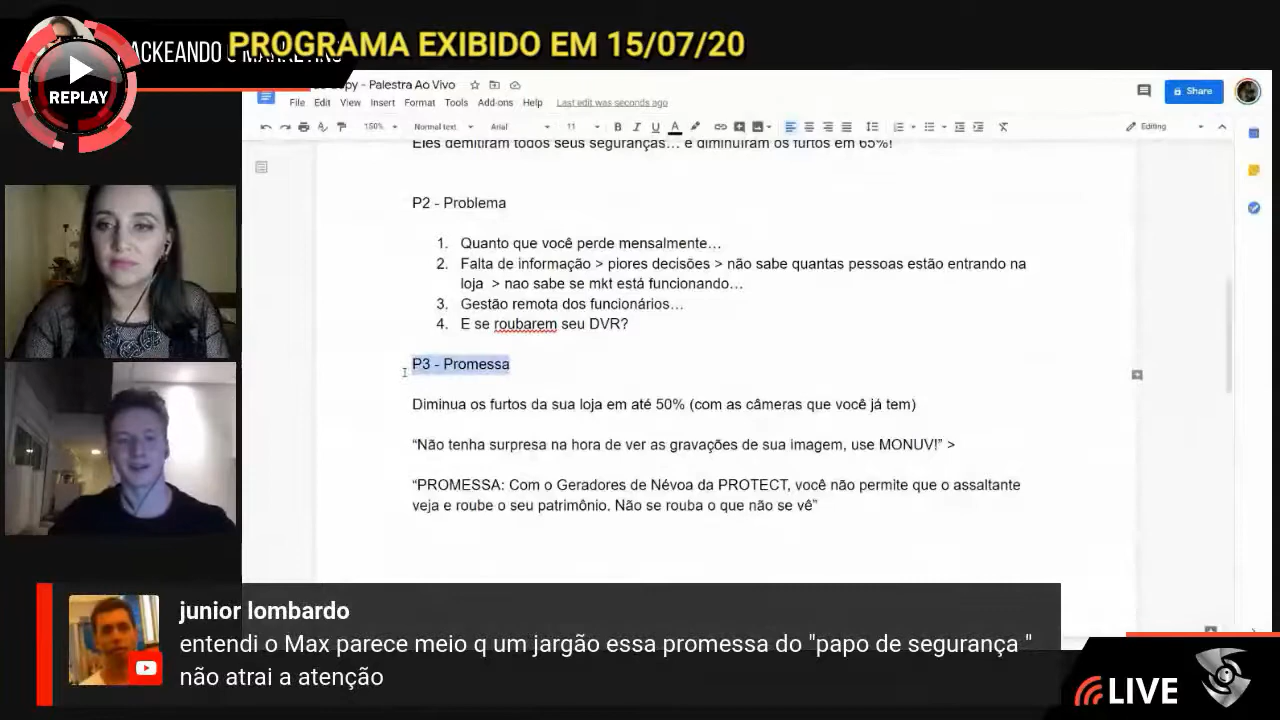 PROGRAMA EXIBIDO EM 15/07/20
REPLAY
Copy - Palestra Ao Vivo
File Edit View Insert Format Tools Add-ons Help Last edit was seconds ago
Share
150% Normal text Arial 11 B I U A Editing
Eles demitiram todos seus seguranças… e diminuíram os furtos em 65%!
P2 - Problema
1. Quanto que você perde mensalmente…
2. Falta de informação > piores decisões > não sabe quantas pessoas estão entrando na
loja > nao sabe se mkt está funcionando…
3. Gestão remota dos funcionários…
4. E se roubarem seu DVR?
P3 - Promessa
Diminua os furtos da sua loja em até 50% (com as câmeras que você já tem)
“Não tenha surpresa na hora de ver as gravações de sua imagem, use MONUV!” >
“PROMESSA: Com o Geradores de Névoa da PROTECT, você não permite que o assaltante
veja e roube o seu patrimônio. Não se rouba o que não se vê”
junior lombardo
entendi o Max parece meio q um jargão essa promessa do "papo de segurança "
não atrai a atenção
LIVE